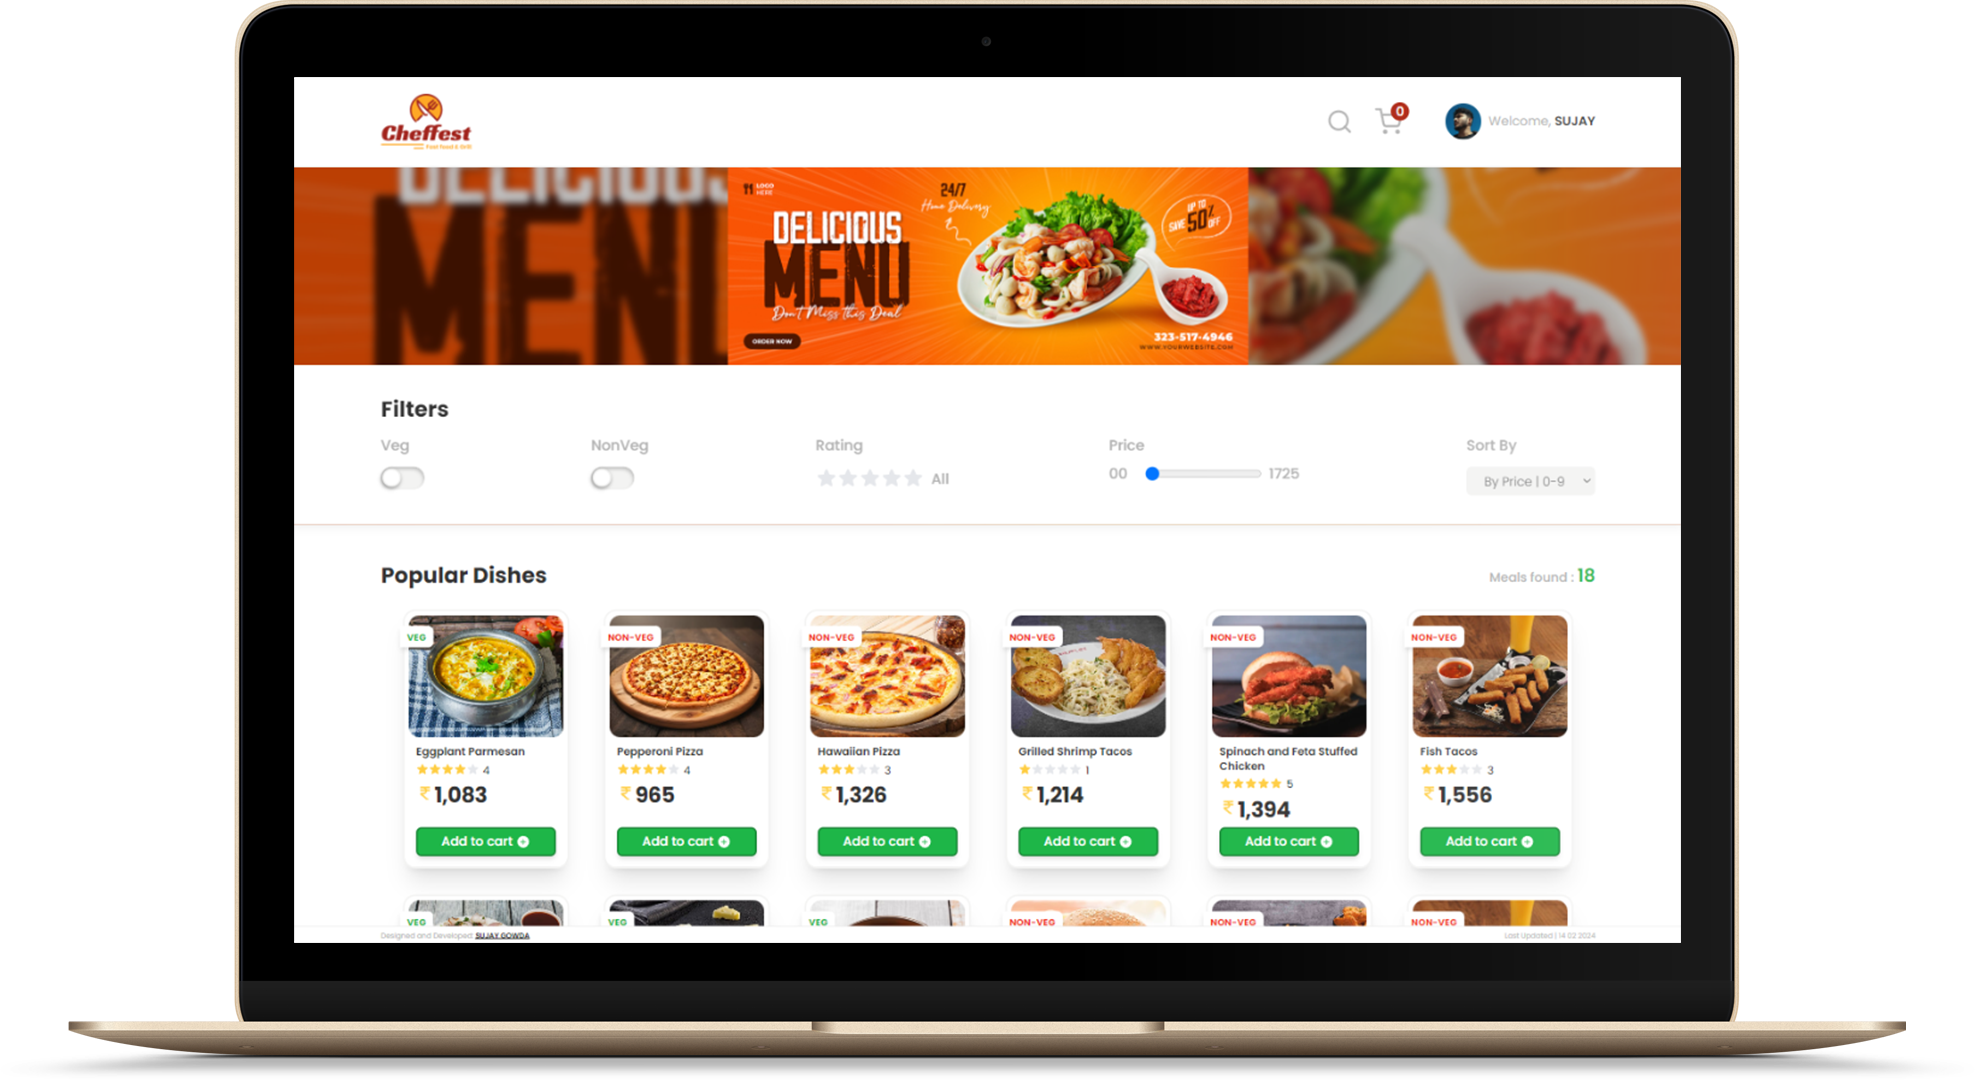 Cheffest
Fast food & Grill
0
Welcome, SUJAY
DELICIOUS
MENU
LOGO
HERE
24/7
Home Delivery
DELICIOUS
MENU
Don't Miss this Deal
ORDER NOW
UP TO
SAVE 50% OFF
323-517-4946
WWW.YOURWEBSITE.COM
Filters
Veg
NonVeg
Rating
All
Price
00
1725
Sort By
By Price | 0-9
Popular Dishes
Meals found : 18
VEG
Eggplant Parmesan
4
₹ 1,083
Add to cart
NON-VEG
Pepperoni Pizza
4
₹ 965
Add to cart
NON-VEG
Hawaiian Pizza
3
₹ 1,326
Add to cart
NON-VEG
Grilled Shrimp Tacos
1
₹ 1,214
Add to cart
NON-VEG
Spinach and Feta Stuffed
Chicken
5
₹ 1,394
Add to cart
NON-VEG
Fish Tacos
3
₹ 1,556
Add to cart
VEG
VEG
VEG
NON-VEG
NON-VEG
NON-VEG
Designed and Developed: SUJAY GOWDA
Last Updated | 14 02 2024